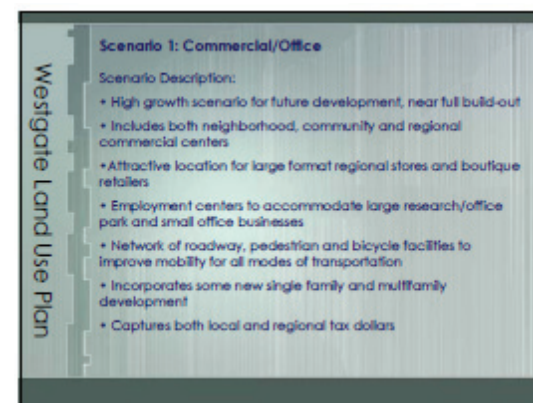 Westgate Land Use Plan
Scenario 1: Commercial/Office
Scenario Description:
• High growth scenario for future development, near full build-out
• Includes both neighborhood, community and regional
commercial centers
•Attractive location for large format regional stores and boutique
retailers
• Employment centers to accommodate large research/office
park and small office businesses
• Network of roadway, pedestrian and bicycle facilities to
improve mobility for all modes of transportation
• Incorporates some new single family and multifamily
development
• Captures both local and regional tax dollars